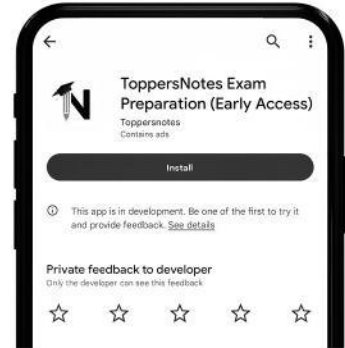 ToppersNotes Exam
Preparation (Early Access)
Toppersnotes
Contains ads
Install
This app is in development. Be one of the first to try it
and provide feedback. See details
Private feedback to developer
Only the developer can see this feedback